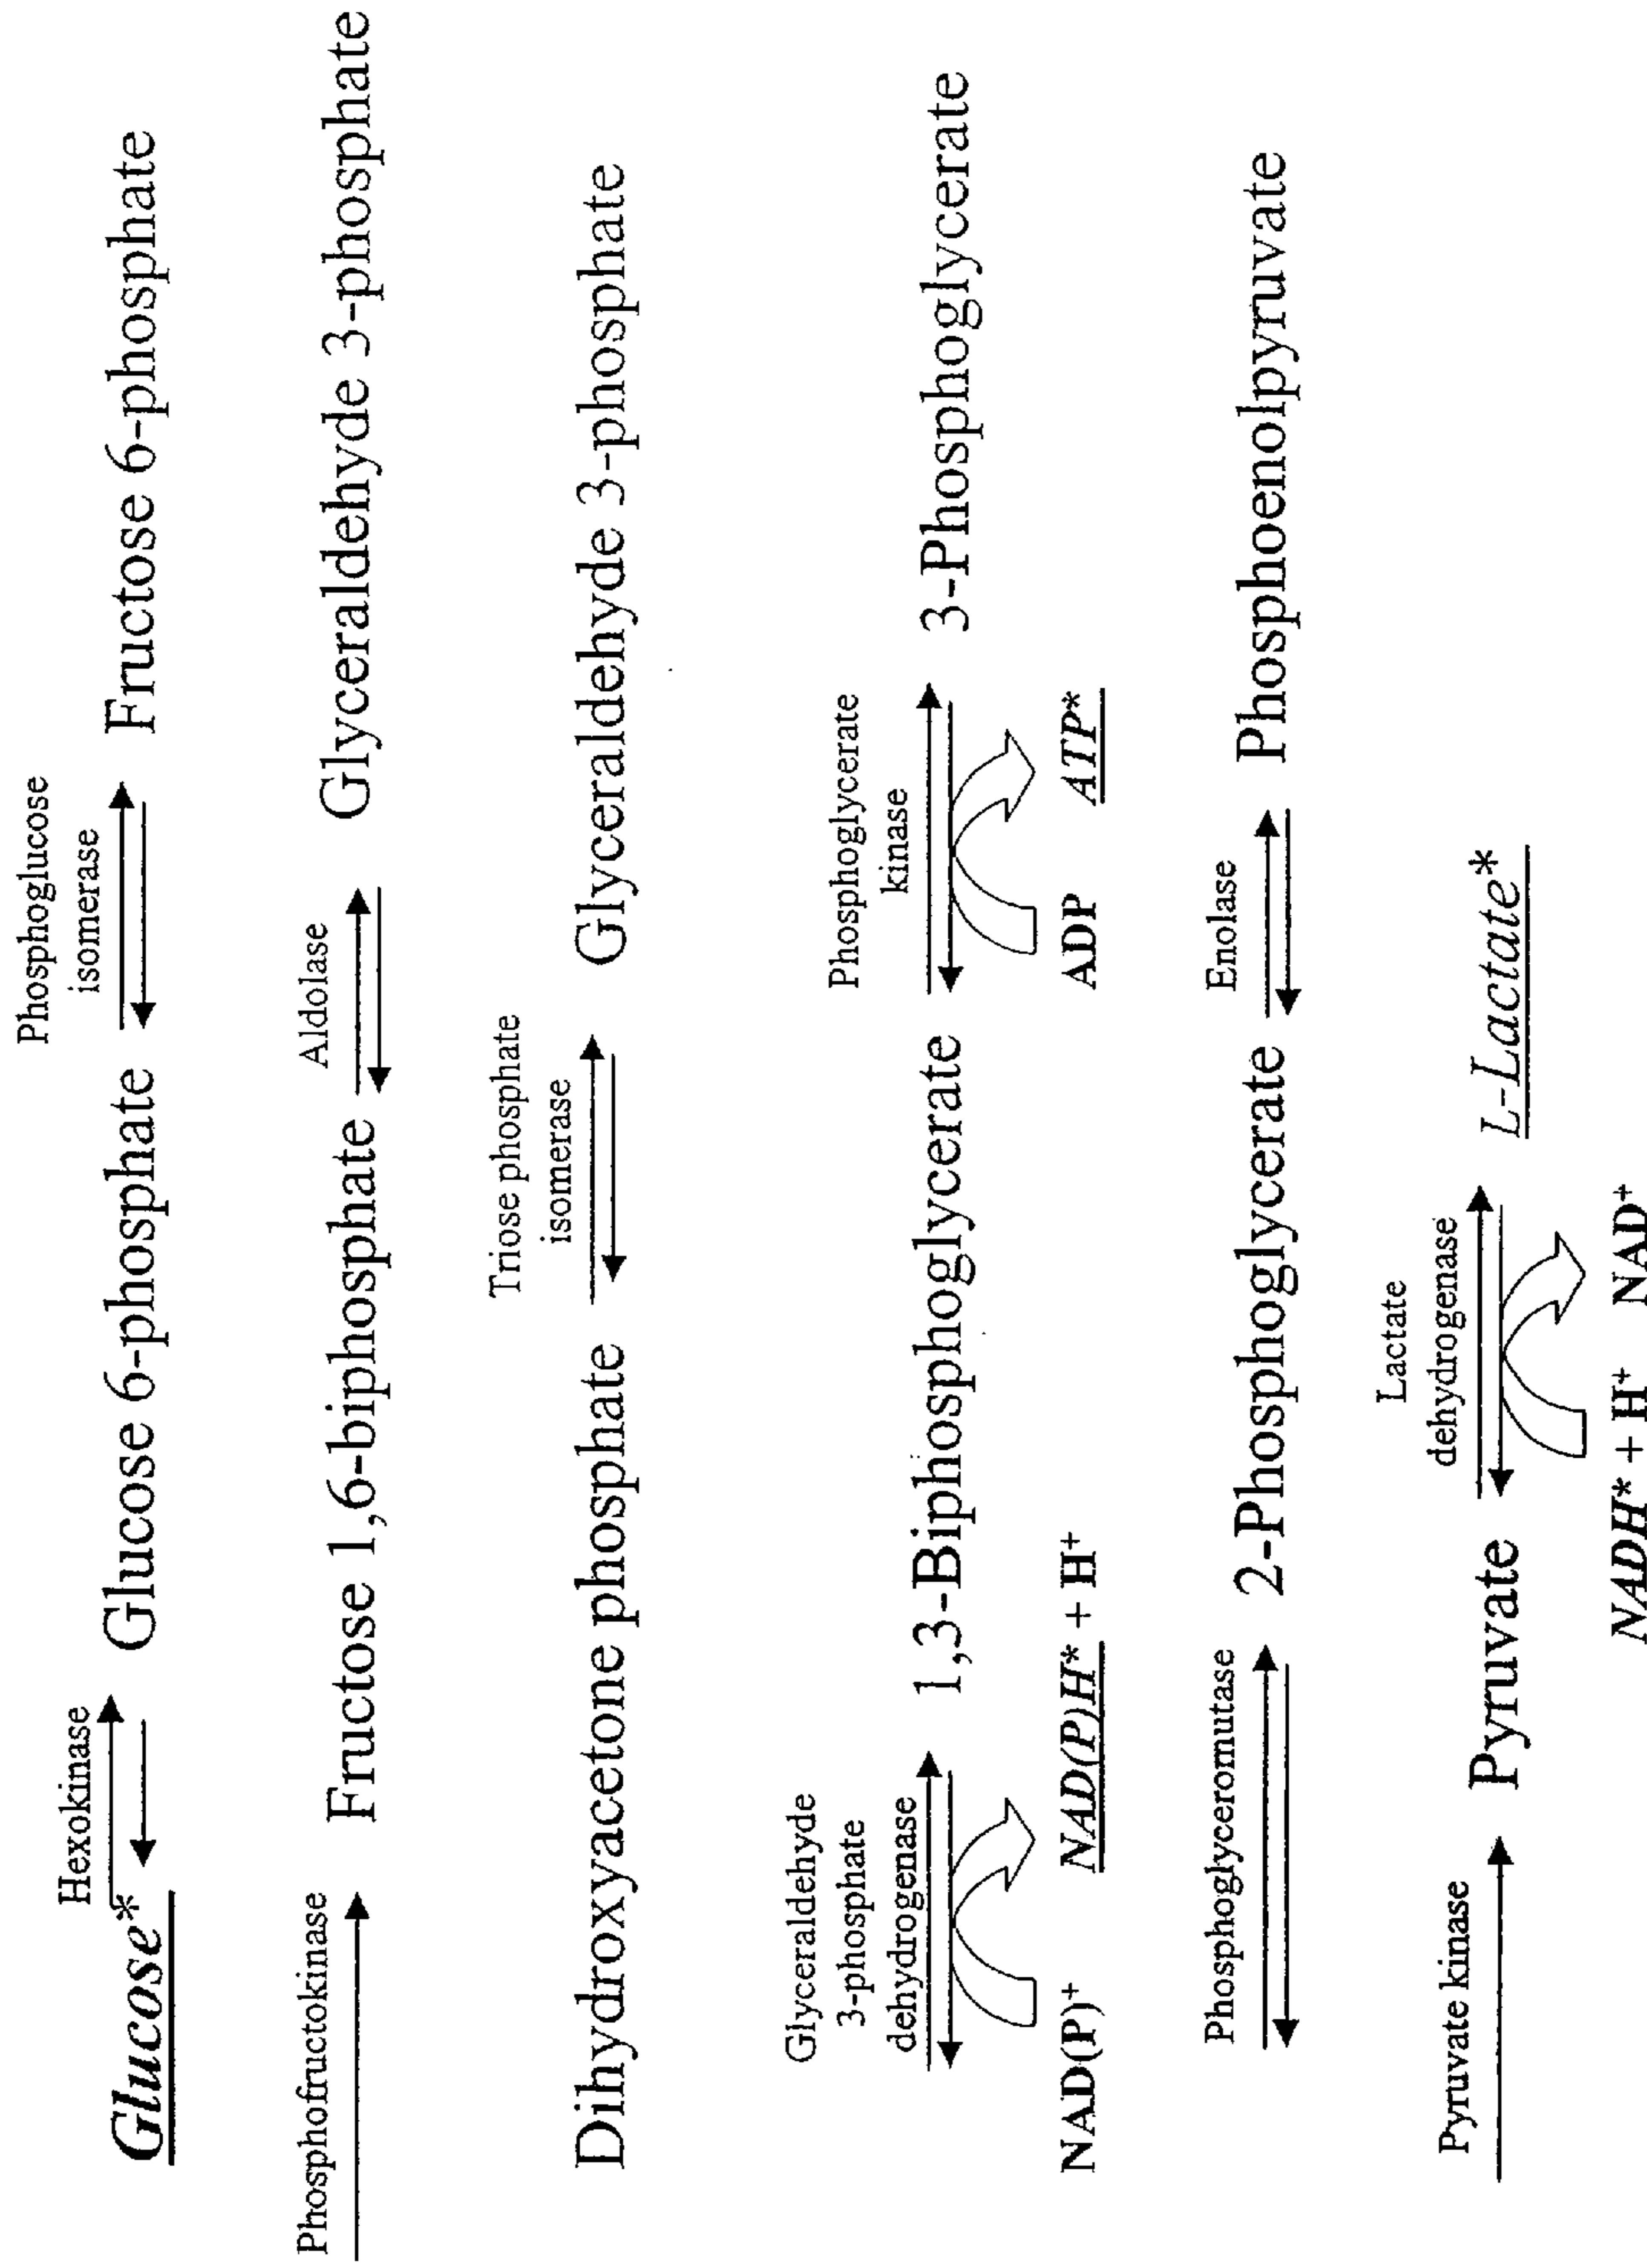 Hexokinase
Phosphoglucose
isomerase
Glucose* Glucose 6-phosphate Fructose 6-phosphate
Phosphofructokinase
Aldolase
Fructose 1,6-biphosphate Glyceraldehyde 3-phosphate
Triose phosphate
isomerase
Dihydroxyacetone phosphate Glyceraldehyde 3-phosphate
Glyceraldehyde
3-phosphate
dehydrogenase
Phosphoglycerate
kinase
1,3-Biphosphoglycerate 3-Phosphoglycerate
NAD(P)+ NAD(P)H* + H+ ADP ATP*
Phosphoglyceromutase
Enolase
2-Phosphoglycerate Phosphoenolpyruvate
Pyruvate kinase
Lactate
dehydrogenase
Pyruvate L-Lactate*
NADH* + H+ NAD+